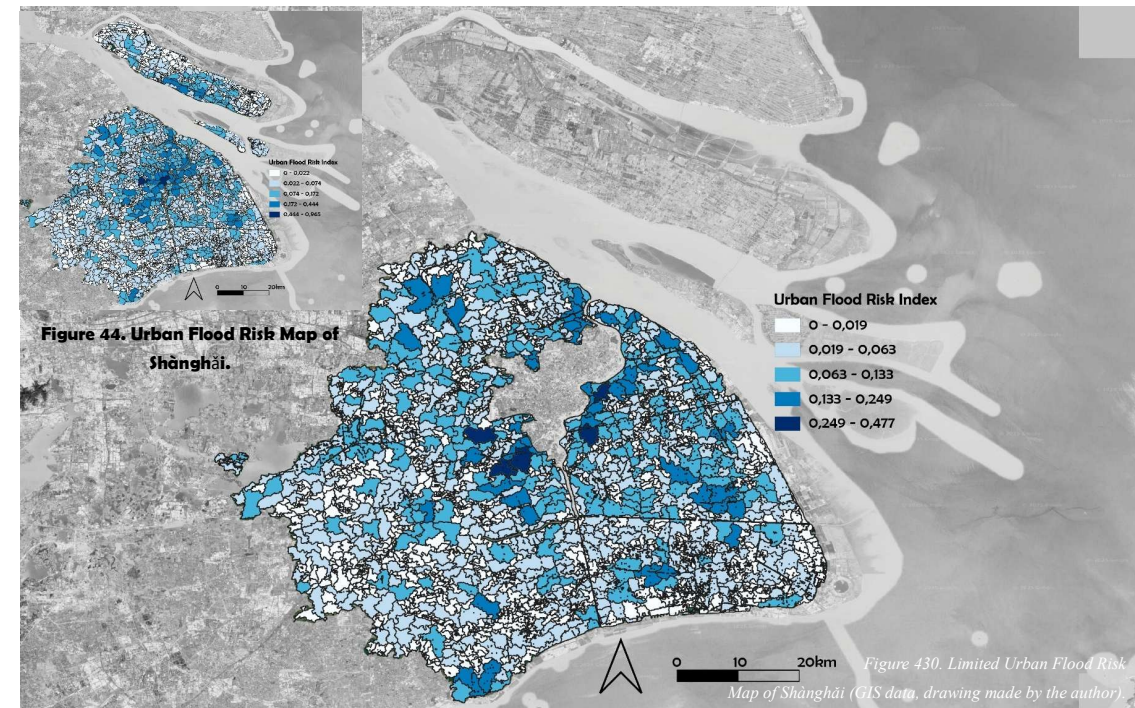 Urban Flood Risk Index
0 - 0,022
0,022 - 0,074
0,074 - 0,172
0,172 - 0,444
0,444 - 0,965
0 10 20km
Figure 44. Urban Flood Risk Map of
Shànghǎi.
Urban Flood Risk Index
0 - 0,019
0,019 - 0,063
0,063 - 0,133
0,133 - 0,249
0,249 - 0,477
0 10 20km
Figure 430. Limited Urban Flood Risk
Map of Shànghǎi (GIS data, drawing made by the author).